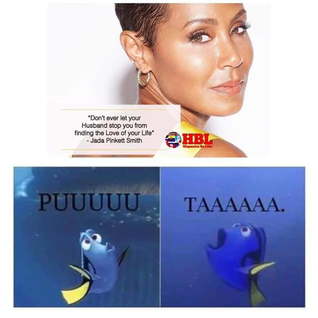 "Don't ever let your
Husband stop you from
finding the Love of your Life"
- Jada Pinkett Smith
HBL
PUUUUU
TAAAAAA.